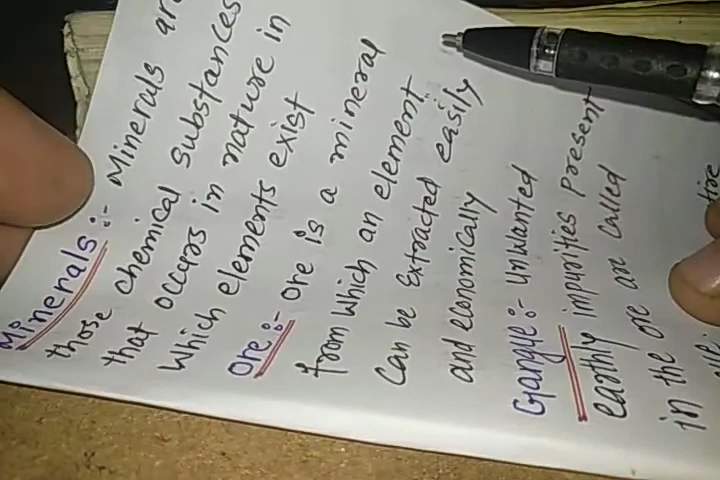 Minerals :- Minerals are
those chemical substances
that occurs in nature in
which elements exist
Ore :- Ore is a mineral
from which an element
can be Extracted easily
and economically
Gangue :- Unwanted
earthly impurities present
in the ore are called